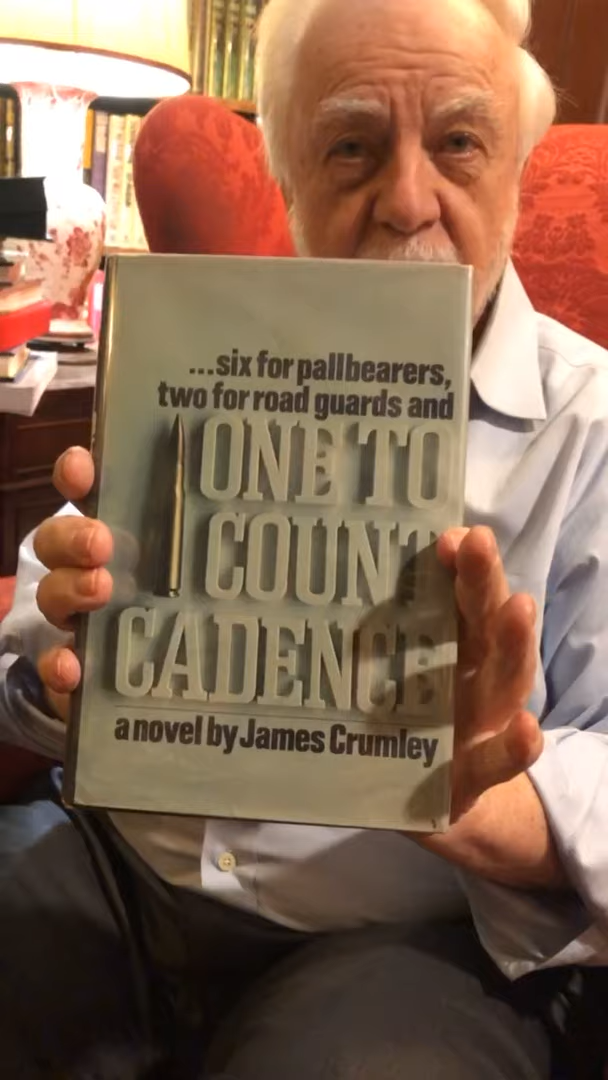 ...six for pallbearers,
two for road guards and
ONE TO
COUNT
CADENCE
a novel by James Crumley